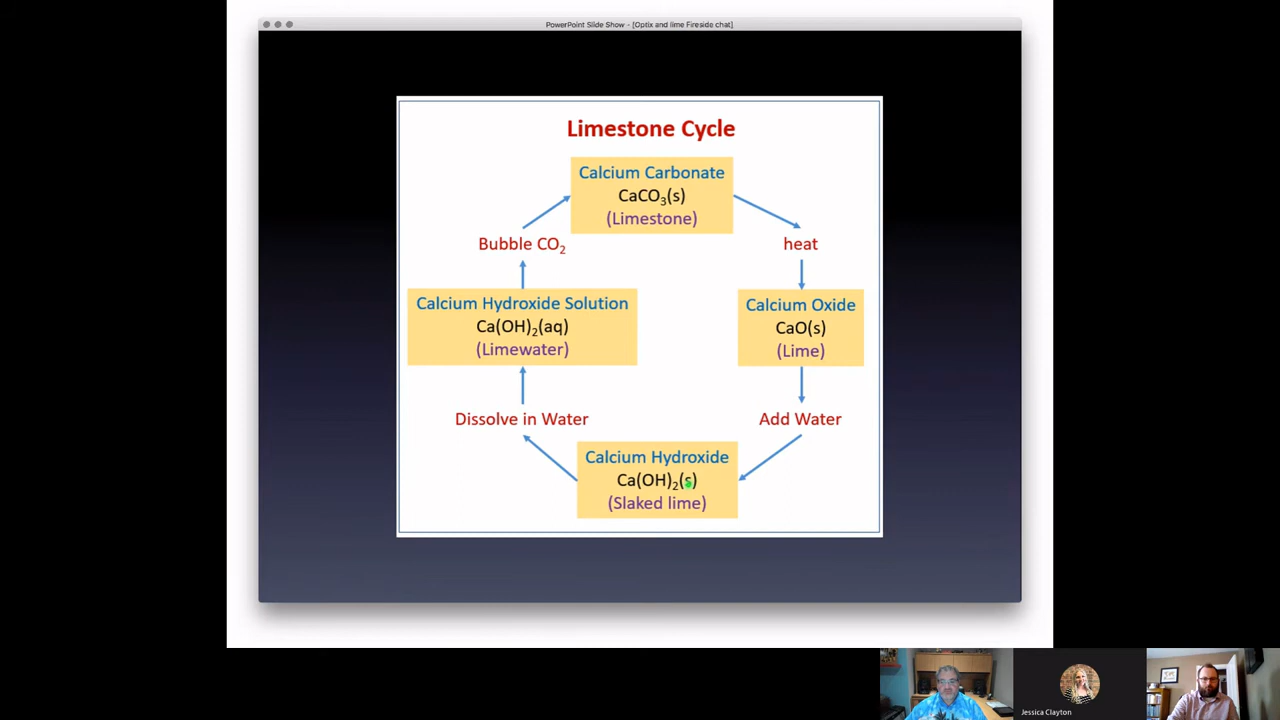 PowerPoint Slide Show - [Optix and lime Fireside chat]
Limestone Cycle
Calcium Carbonate
CaCO₃(s)
(Limestone)
Bubble CO₂
heat
Calcium Hydroxide Solution
Ca(OH)₂(aq)
(Limewater)
Calcium Oxide
CaO(s)
(Lime)
Dissolve in Water
Add Water
Calcium Hydroxide
Ca(OH)₂(s)
(Slaked lime)
Jessica Clayton